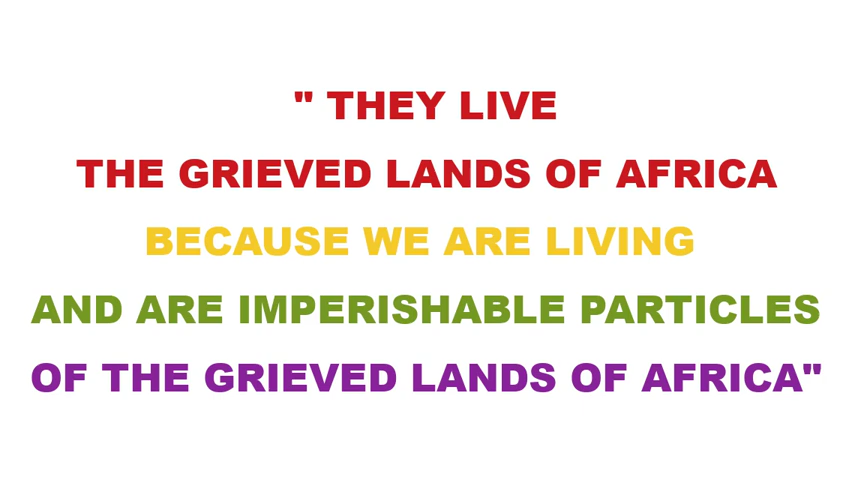 " THEY LIVE
THE GRIEVED LANDS OF AFRICA
BECAUSE WE ARE LIVING
AND ARE IMPERISHABLE PARTICLES
OF THE GRIEVED LANDS OF AFRICA"